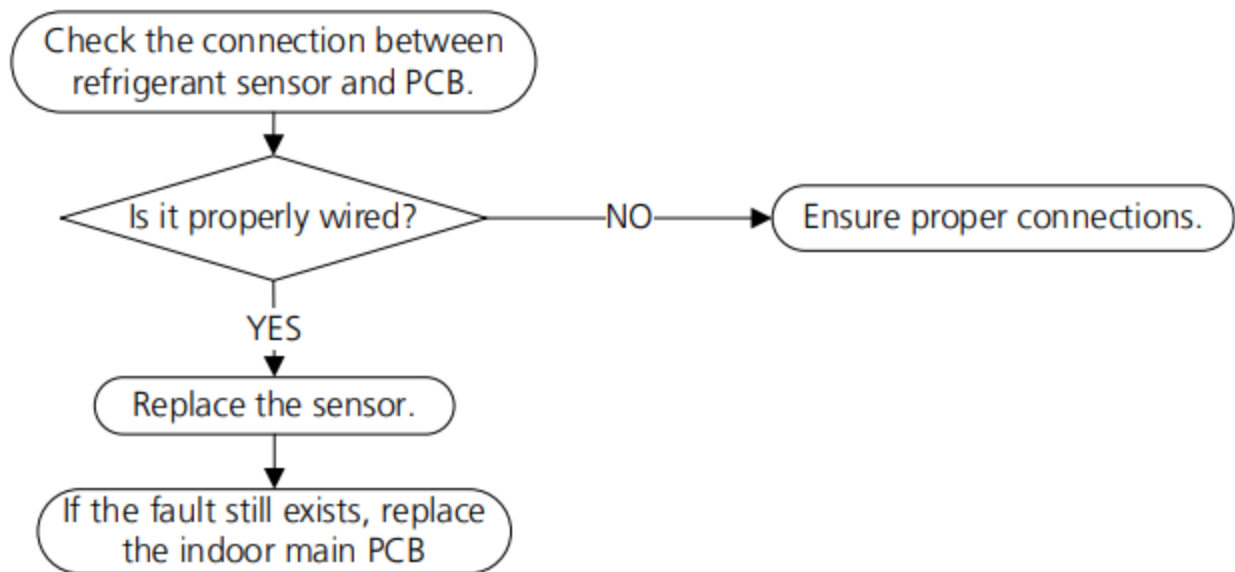 Check the connection between
refrigerant sensor and PCB.
Is it properly wired?
NO
Ensure proper connections.
YES
Replace the sensor.
If the fault still exists, replace
the indoor main PCB